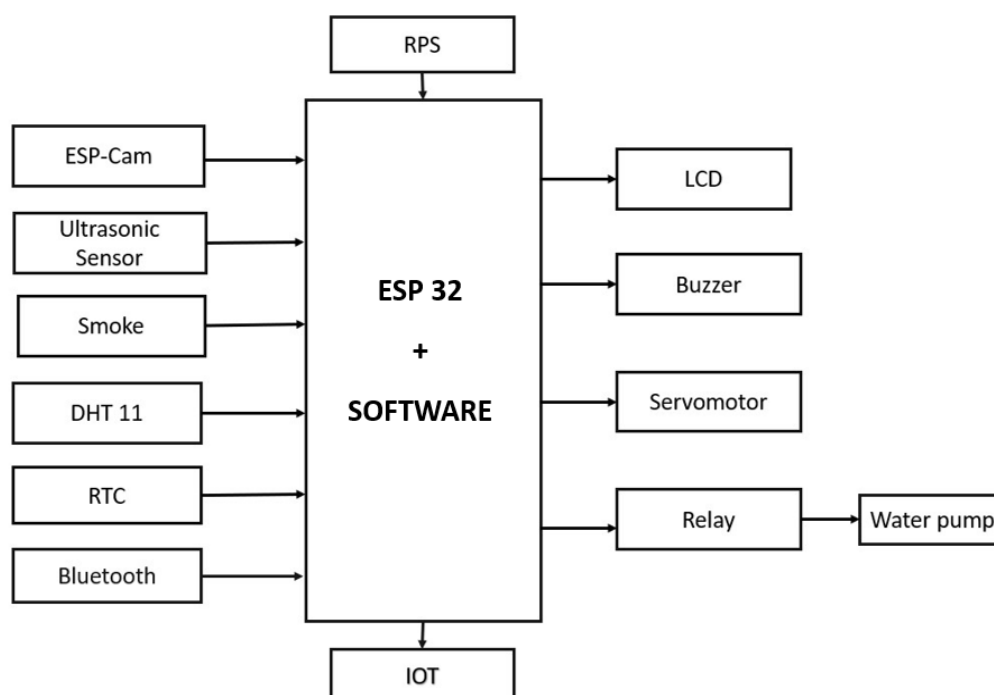 RPS
ESP-Cam
Ultrasonic
Sensor
Smoke
DHT 11
RTC
Bluetooth
ESP 32
+
SOFTWARE
LCD
Buzzer
Servomotor
Relay
Water pump
IOT